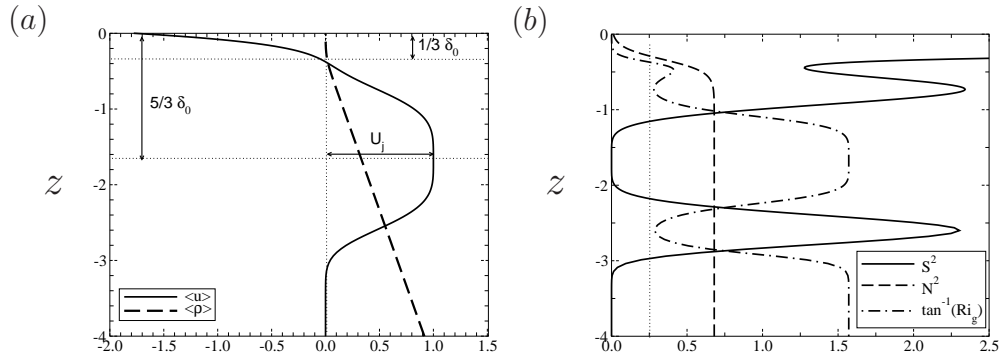 (a)
0
-1
-2
-3
-4
z
1/3 δ₀
5/3 δ₀
U_j
<u>
<ρ>
-2.0 -1.5 -1.0 -0.5 0.0 0.5 1.0 1.5
(b)
0
-1
-2
-3
-4
z
S²
N²
tan⁻¹(Ri_g)
0.0 0.5 1.0 1.5 2.0 2.5